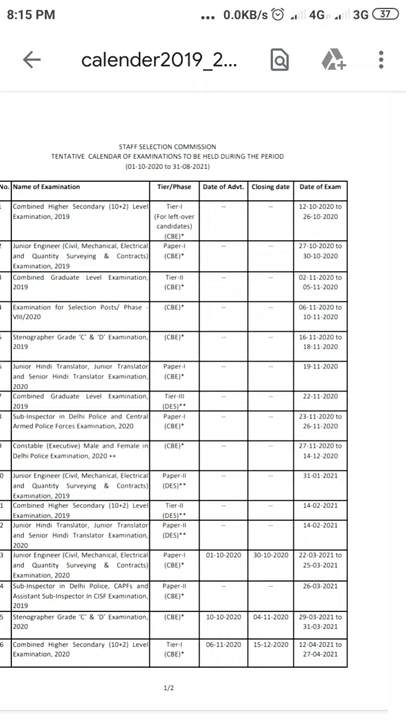 8:15 PM ... 0.0KB/s 4G 3G 37
calender2019_2...
STAFF SELECTION COMMISSION
TENTATIVE CALENDAR OF EXAMINATIONS TO BE HELD DURING THE PERIOD
(01-10-2020 to 31-08-2021)
No. Name of Examination Tier/Phase Date of Advt. Closing date Date of Exam
Combined Higher Secondary (10+2) Level Tier-I -- -- 12-10-2020 to
Examination, 2019 (For left-over 26-10-2020
candidates)
(CBE)*
2 Junior Engineer (Civil, Mechanical, Electrical Paper-I -- -- 27-10-2020 to
and Quantity Surveying & Contracts) (CBE)* 30-10-2020
Examination, 2019
3 Combined Graduate Level Examination, Tier-II -- -- 02-11-2020 to
2019 (CBE)* 05-11-2020
Examination for Selection Posts/ Phase - (CBE)* -- -- 06-11-2020 to
VIII/2020 10-11-2020
5 Stenographer Grade 'C' & 'D' Examination, (CBE)* -- -- 16-11-2020 to
2019 18-11-2020
Junior Hindi Translator, Junior Translator Paper-I -- -- 19-11-2020
and Senior Hindi Translator Examination, (CBE)*
2020
7 Combined Graduate Level Examination, Tier-III -- -- 22-11-2020
2019 (DES)**
8 Sub-Inspector in Delhi Police and Central Paper-I -- -- 23-11-2020 to
Armed Police Forces Examination, 2020 (CBE)* 26-11-2020
9 Constable (Executive) Male and Female in (CBE)* -- -- 27-11-2020 to
Delhi Police Examination, 2020 ++ 14-12-2020
0 Junior Engineer (Civil, Mechanical, Electrical Paper-II -- -- 31-01-2021
and Quantity Surveying & Contracts) (DES)**
Examination, 2019
1 Combined Higher Secondary (10+2) Level Tier-II -- -- 14-02-2021
Examination, 2019 (DES)**
2 Junior Hindi Translator, Junior Translator Paper-II -- -- 14-02-2021
and Senior Hindi Translator Examination, (DES)**
2020
3 Junior Engineer (Civil, Mechanical, Electrical Paper-I 01-10-2020 30-10-2020 22-03-2021 to
and Quantity Surveying & Contracts) (CBE)* 25-03-2021
Examination, 2020
4 Sub-Inspector in Delhi Police, CAPFs and Paper-II -- -- 26-03-2021
Assistant Sub-Inspector in CISF Examination, (CBE)*
2019
5 Stenographer Grade 'C' & 'D' Examination, (CBE)* 10-10-2020 04-11-2020 29-03-2021 to
2020 31-03-2021
6 Combined Higher Secondary (10+2) Level Tier-I 06-11-2020 15-12-2020 12-04-2021 to
Examination, 2020 (CBE)* 27-04-2021
1/2